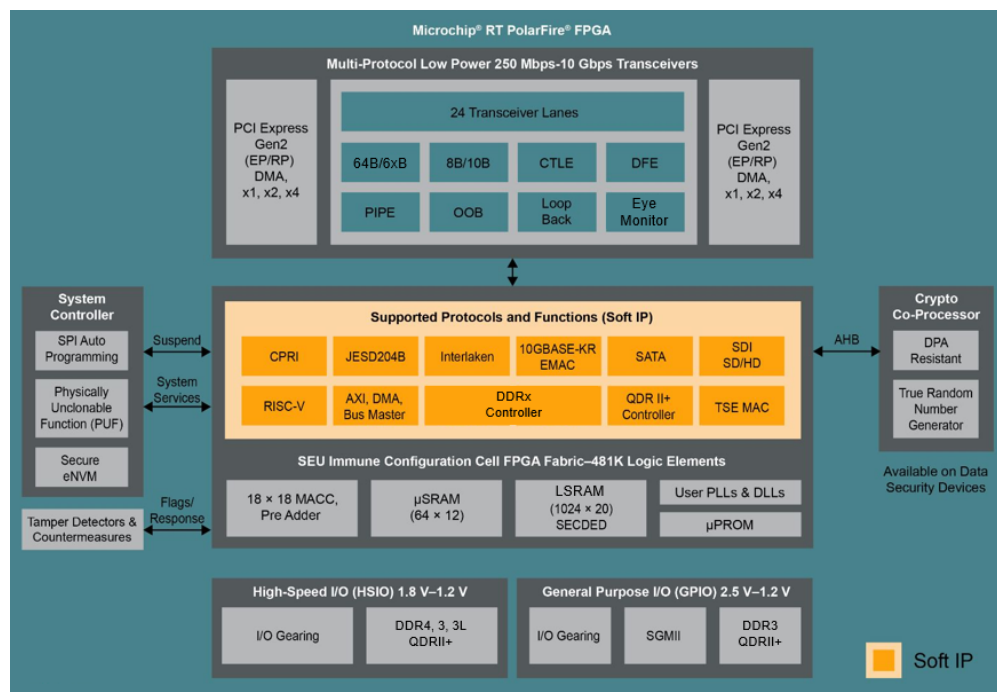 Microchip® RT PolarFire® FPGA
Multi-Protocol Low Power 250 Mbps-10 Gbps Transceivers
PCI Express
Gen2
(EP/RP)
DMA,
x1, x2, x4
24 Transceiver Lanes
64B/6xB
8B/10B
CTLE
DFE
PIPE
OOB
Loop
Back
Eye
Monitor
PCI Express
Gen2
(EP/RP)
DMA,
x1, x2, x4
System
Controller
SPI Auto
Programming
Physically
Unclonable
Function (PUF)
Secure
eNVM
Suspend
System
Services
Flags/
Response
Tamper Detectors &
Countermeasures
Supported Protocols and Functions (Soft IP)
CPRI
JESD204B
Interlaken
10GBASE-KR
EMAC
SATA
SDI
SD/HD
RISC-V
AXI, DMA,
Bus Master
DDRx
Controller
QDR II+
Controller
TSE MAC
SEU Immune Configuration Cell FPGA Fabric–481K Logic Elements
18 × 18 MACC,
Pre Adder
µSRAM
(64 × 12)
LSRAM
(1024 × 20)
SECDED
User PLLs & DLLs
µPROM
AHB
Crypto
Co-Processor
DPA
Resistant
True Random
Number
Generator
Available on Data
Security Devices
High-Speed I/O (HSIO) 1.8 V–1.2 V
I/O Gearing
DDR4, 3, 3L
QDRII+
General Purpose I/O (GPIO) 2.5 V–1.2 V
I/O Gearing
SGMII
DDR3
QDRII+
Soft IP